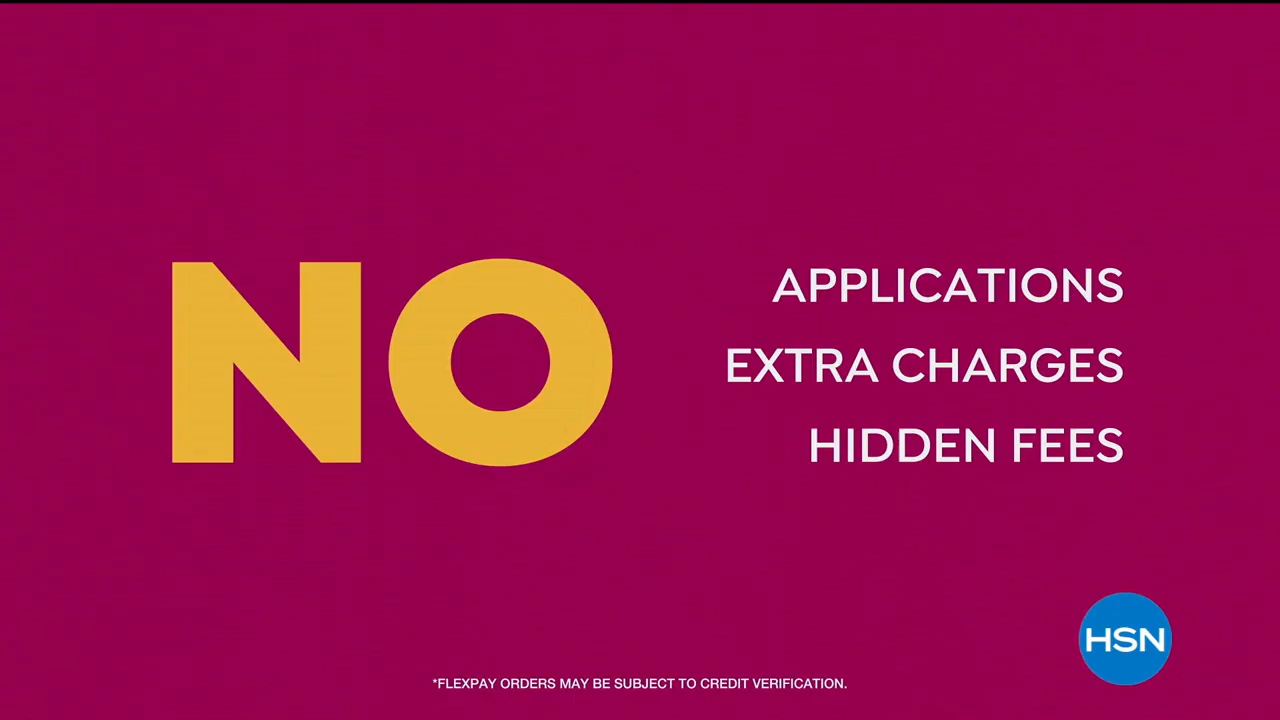 NO
APPLICATIONS
EXTRA CHARGES
HIDDEN FEES
HSN
*FLEXPAY ORDERS MAY BE SUBJECT TO CREDIT VERIFICATION.